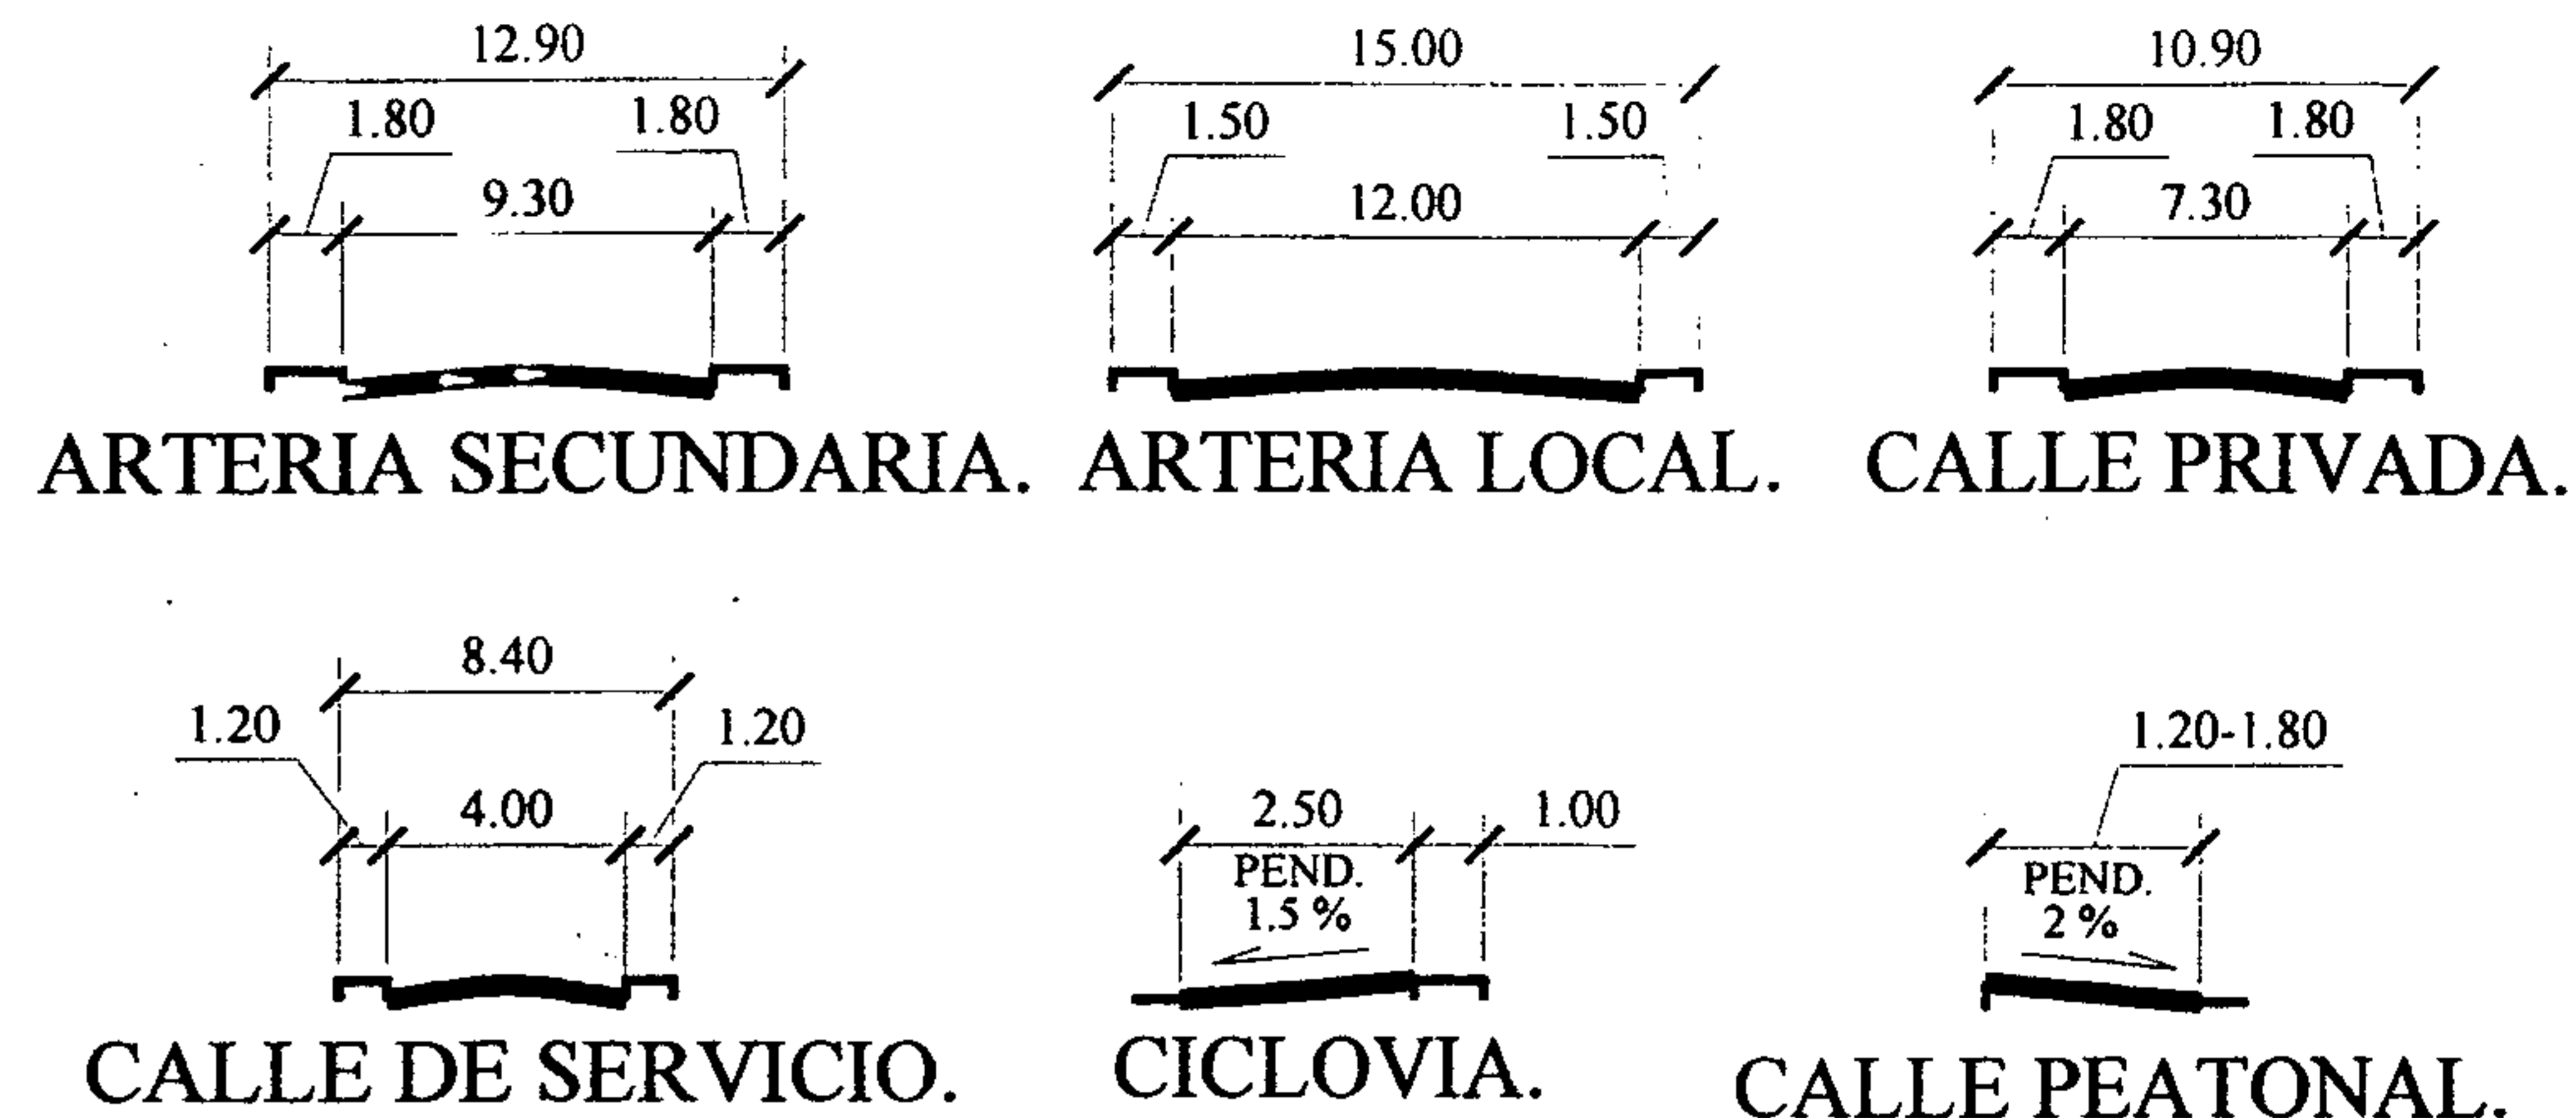 12.90
1.80 1.80
9.30
ARTERIA SECUNDARIA.
15.00
1.50 1.50
12.00
ARTERIA LOCAL.
10.90
1.80 1.80
7.30
CALLE PRIVADA.
8.40
1.20 1.20
4.00
CALLE DE SERVICIO.
2.50 1.00
PEND.
1.5 %
CICLOVIA.
1.20-1.80
PEND.
2 %
CALLE PEATONAL.